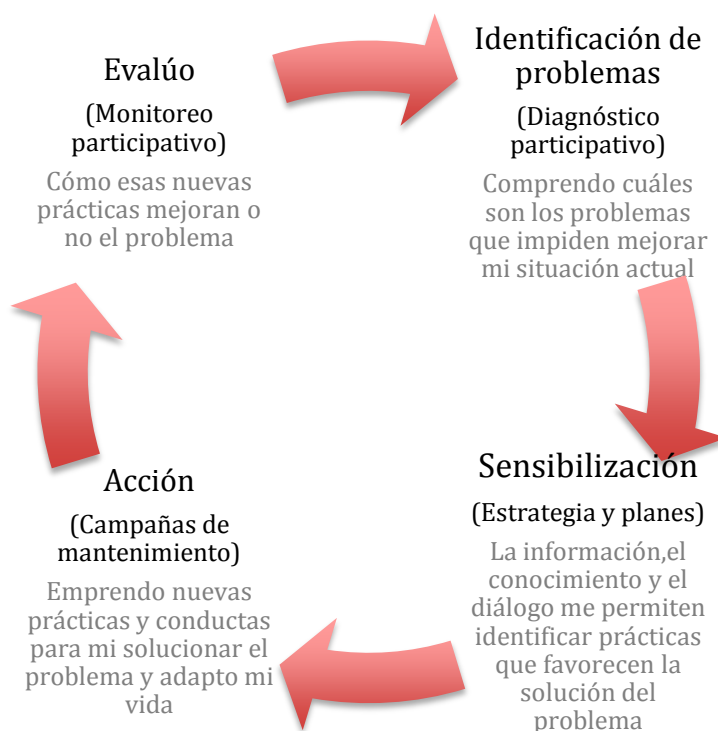 Evalúo
(Monitoreo
participativo)
Cómo esas nuevas
prácticas mejoran o
no el problema
Identificación de
problemas
(Diagnóstico
participativo)
Comprendo cuáles
son los problemas
que impiden mejorar
mi situación actual
Sensibilización
(Estrategia y planes)
La información,el
conocimiento y el
diálogo me permiten
identificar prácticas
que favorecen la
solución del
problema
Acción
(Campañas de
mantenimiento)
Emprendo nuevas
prácticas y conductas
para mi solucionar el
problema y adapto mi
vida